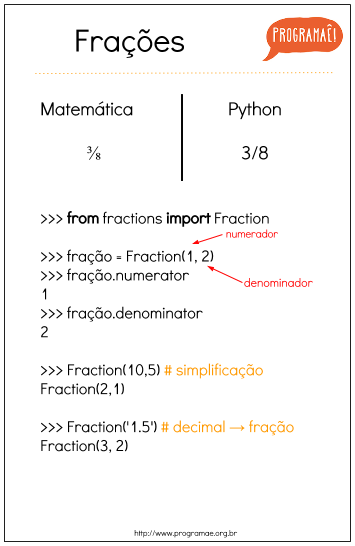 Frações
PROGRAMAÊ!
Matemática
Python
⅜
3/8
>>> from fractions import Fraction
numerador
>>> fração = Fraction(1, 2)
>>> fração.numerator
denominador
1
>>> fração.denominator
2
>>> Fraction(10,5) # simplificação
Fraction(2,1)
>>> Fraction('1.5') # decimal → fração
Fraction(3, 2)
http://www.programae.org.br